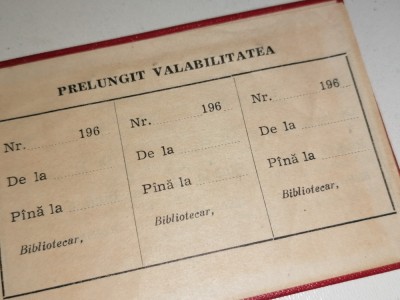 PRELUNGIT VALABILITATEA
Nr. ........ 196
De la ............
Pînă la ............
Bibliotecar,
Nr. ........ 196
De la ............
Pînă la ............
Bibliotecar,
Nr. ........ 196
De la ............
Pînă la ............
Bibliotecar,